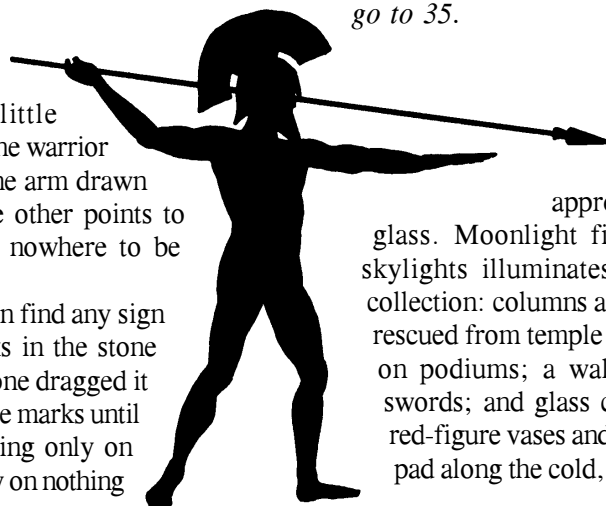 little
he warrior
ne arm drawn
e other points to
nowhere to be
n find any sign
ks in the stone
one dragged it
e marks until
ing only on
y on nothing
go to 35.
appro
glass. Moonlight fi
skylights illuminates
collection: columns a
rescued from temple
on podiums; a wal
swords; and glass c
red-figure vases and
pad along the cold,